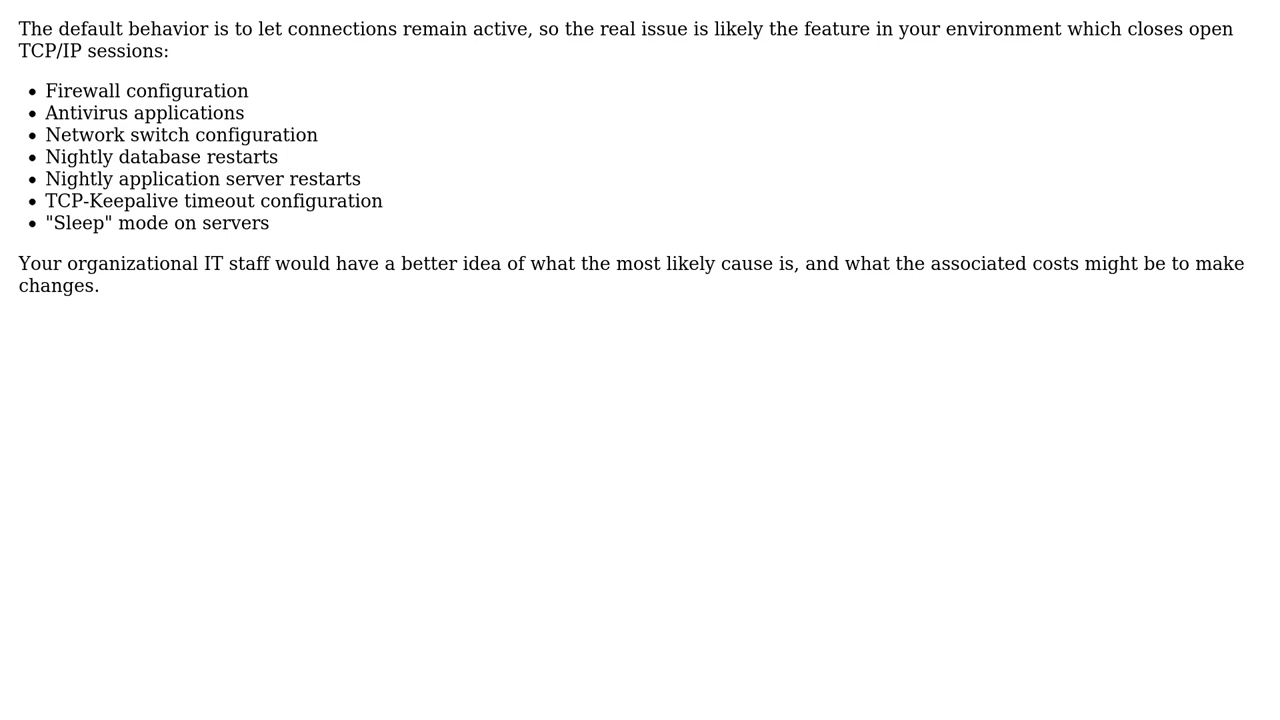 The default behavior is to let connections remain active, so the real issue is likely the feature in your environment which closes open
TCP/IP sessions:
• Firewall configuration
• Antivirus applications
• Network switch configuration
• Nightly database restarts
• Nightly application server restarts
• TCP-Keepalive timeout configuration
• "Sleep" mode on servers
Your organizational IT staff would have a better idea of what the most likely cause is, and what the associated costs might be to make
changes.